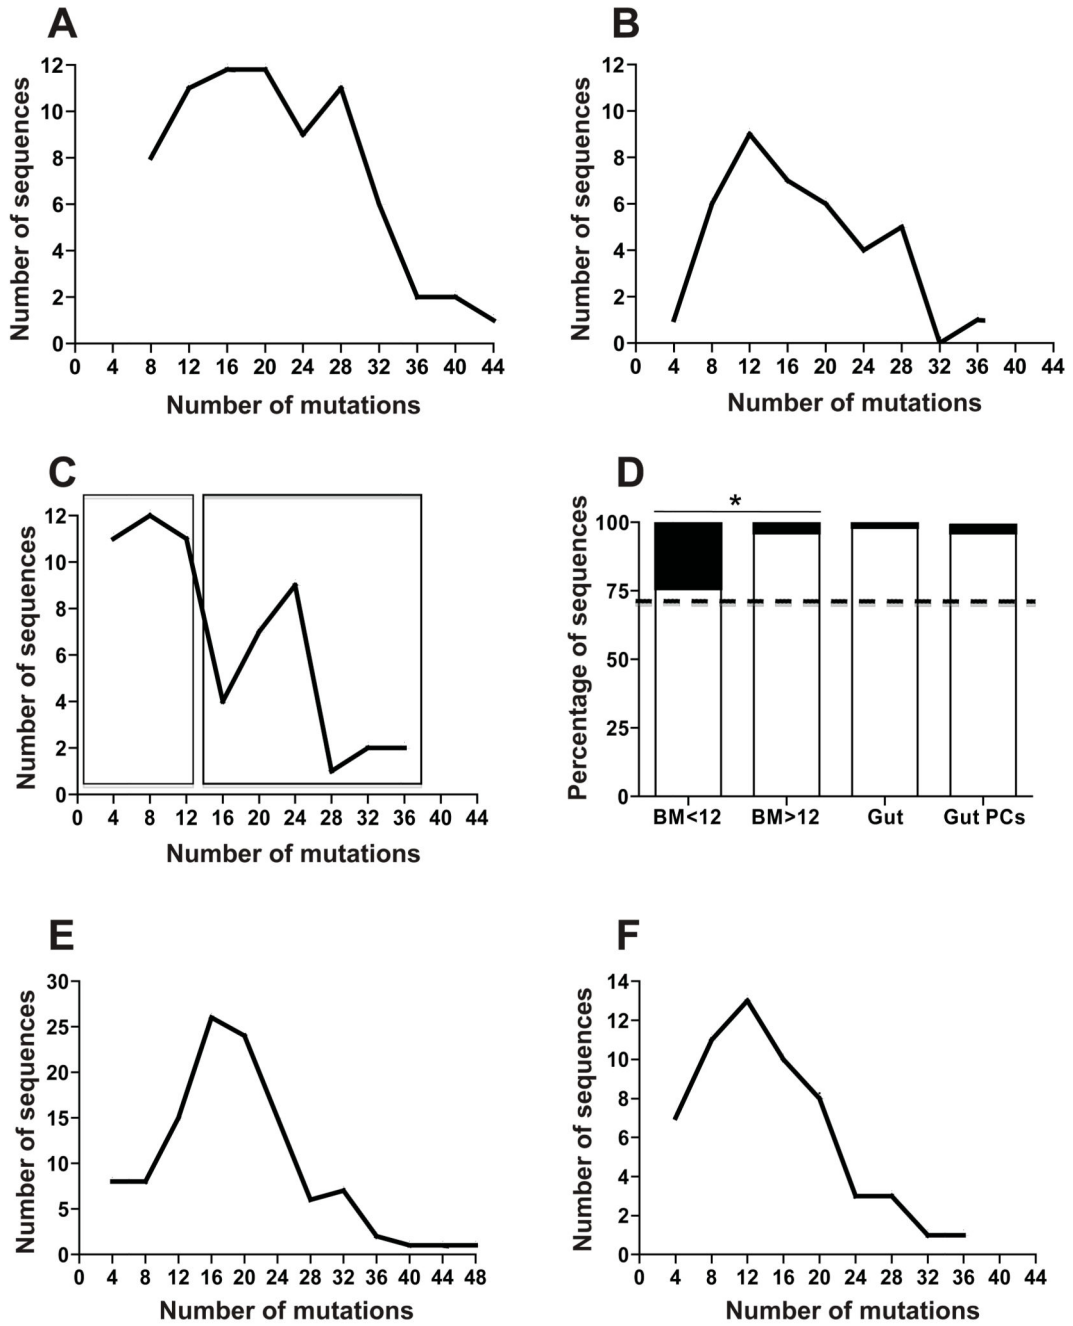 A
Number of sequences
12
10
8
6
4
2
0
0 4 8 12 16 20 24 28 32 36 40 44
Number of mutations
B
Number of sequences
12
10
8
6
4
2
0
0 4 8 12 16 20 24 28 32 36 40 44
Number of mutations
C
Number of sequences
12
10
8
6
4
2
0
0 4 8 12 16 20 24 28 32 36 40 44
Number of mutations
D
Percentage of sequences
100
75
50
25
0
*
BM<12 BM>12 Gut Gut PCs
E
Number of sequences
30
25
20
15
10
5
0
0 4 8 12 16 20 24 28 32 36 40 44 48
Number of mutations
F
Number of sequences
14
12
10
8
6
4
2
0
0 4 8 12 16 20 24 28 32 36 40 44
Number of mutations